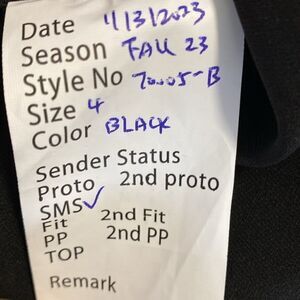 Date 4/3/2023
Season FALL 23
Style No 70005-B
Size 4
Color BLACK
Sender Status
Proto 2nd proto
SMS ✓
Fit 2nd Fit
PP 2nd PP
TOP
Remark